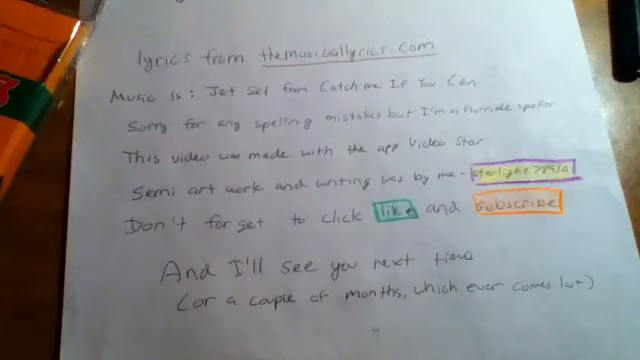 lyrics from themusicallyrics.com
Music is: Jet Set from Catch me If You Can
Sorry for any spelling mistakes but I'm a horride speller
This video was made with the app Video Star
Semi art work and writing was by me -
Don't for get to click like and subscribe
And I'll see you next time
(or a couple of months, which ever comes last)